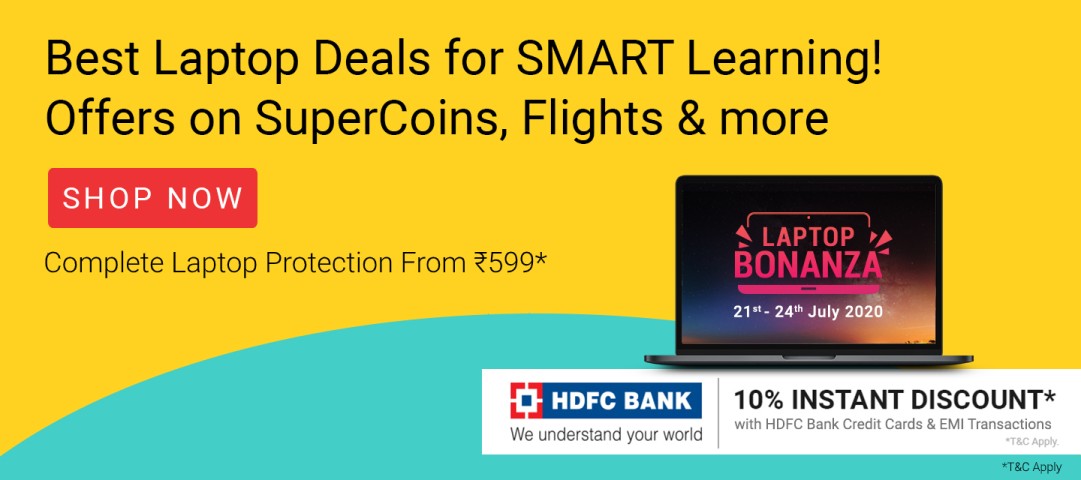 Best Laptop Deals for SMART Learning!
Offers on SuperCoins, Flights & more
SHOP NOW
Complete Laptop Protection From ₹599*
LAPTOP
BONANZA
21st - 24th July 2020
HDFC BANK
We understand your world
10% INSTANT DISCOUNT*
with HDFC Bank Credit Cards & EMI Transactions
*T&C Apply.
*T&C Apply